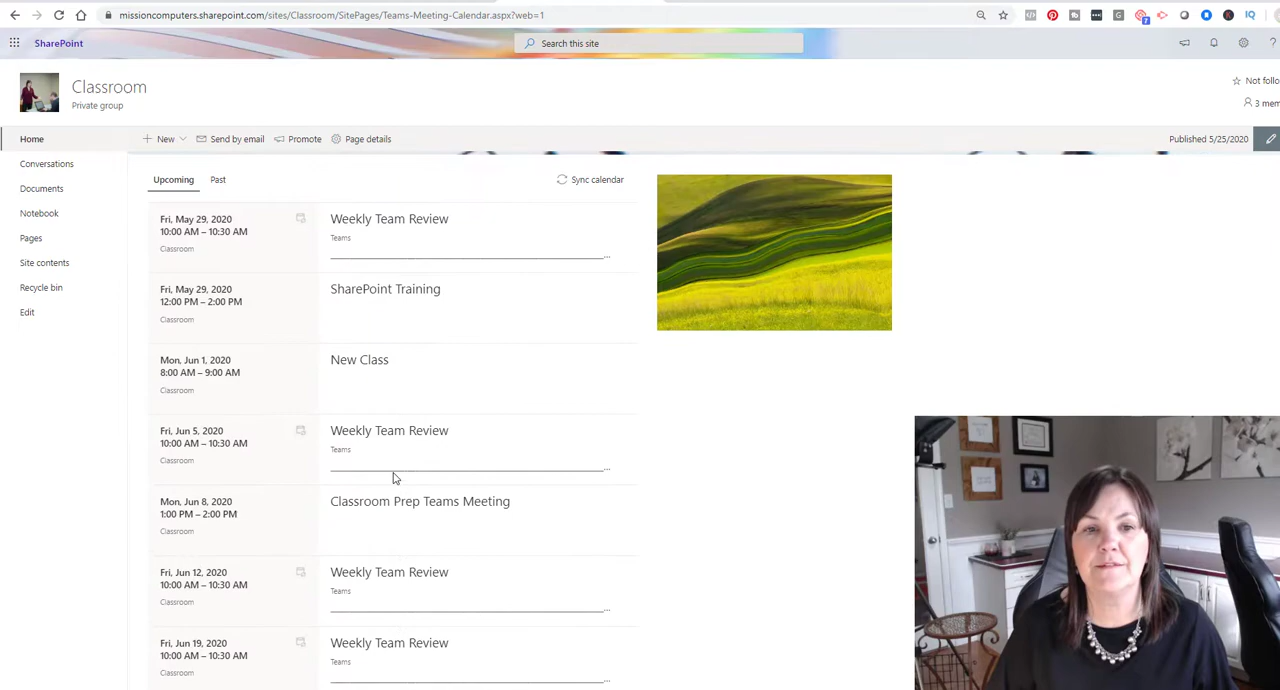 missioncomputers.sharepoint.com/sites/Classroom/SitePages/Teams-Meeting-Calendar.aspx?web=1
IQ
7
SharePoint
Search this site
?
Classroom
Private group
Not follo
3 mem
Home
New
Send by email
Promote
Page details
Published 5/25/2020
Conversations
Documents
Notebook
Pages
Site contents
Recycle bin
Edit
Upcoming
Past
Sync calendar
Fri, May 29, 2020
10:00 AM – 10:30 AM
Classroom
Weekly Team Review
Teams
...
Fri, May 29, 2020
12:00 PM – 2:00 PM
Classroom
SharePoint Training
Mon, Jun 1, 2020
8:00 AM – 9:00 AM
Classroom
New Class
Fri, Jun 5, 2020
10:00 AM – 10:30 AM
Classroom
Weekly Team Review
Teams
...
Mon, Jun 8, 2020
1:00 PM – 2:00 PM
Classroom
Classroom Prep Teams Meeting
Fri, Jun 12, 2020
10:00 AM – 10:30 AM
Classroom
Weekly Team Review
Teams
...
Fri, Jun 19, 2020
10:00 AM – 10:30 AM
Classroom
Weekly Team Review
Teams
...